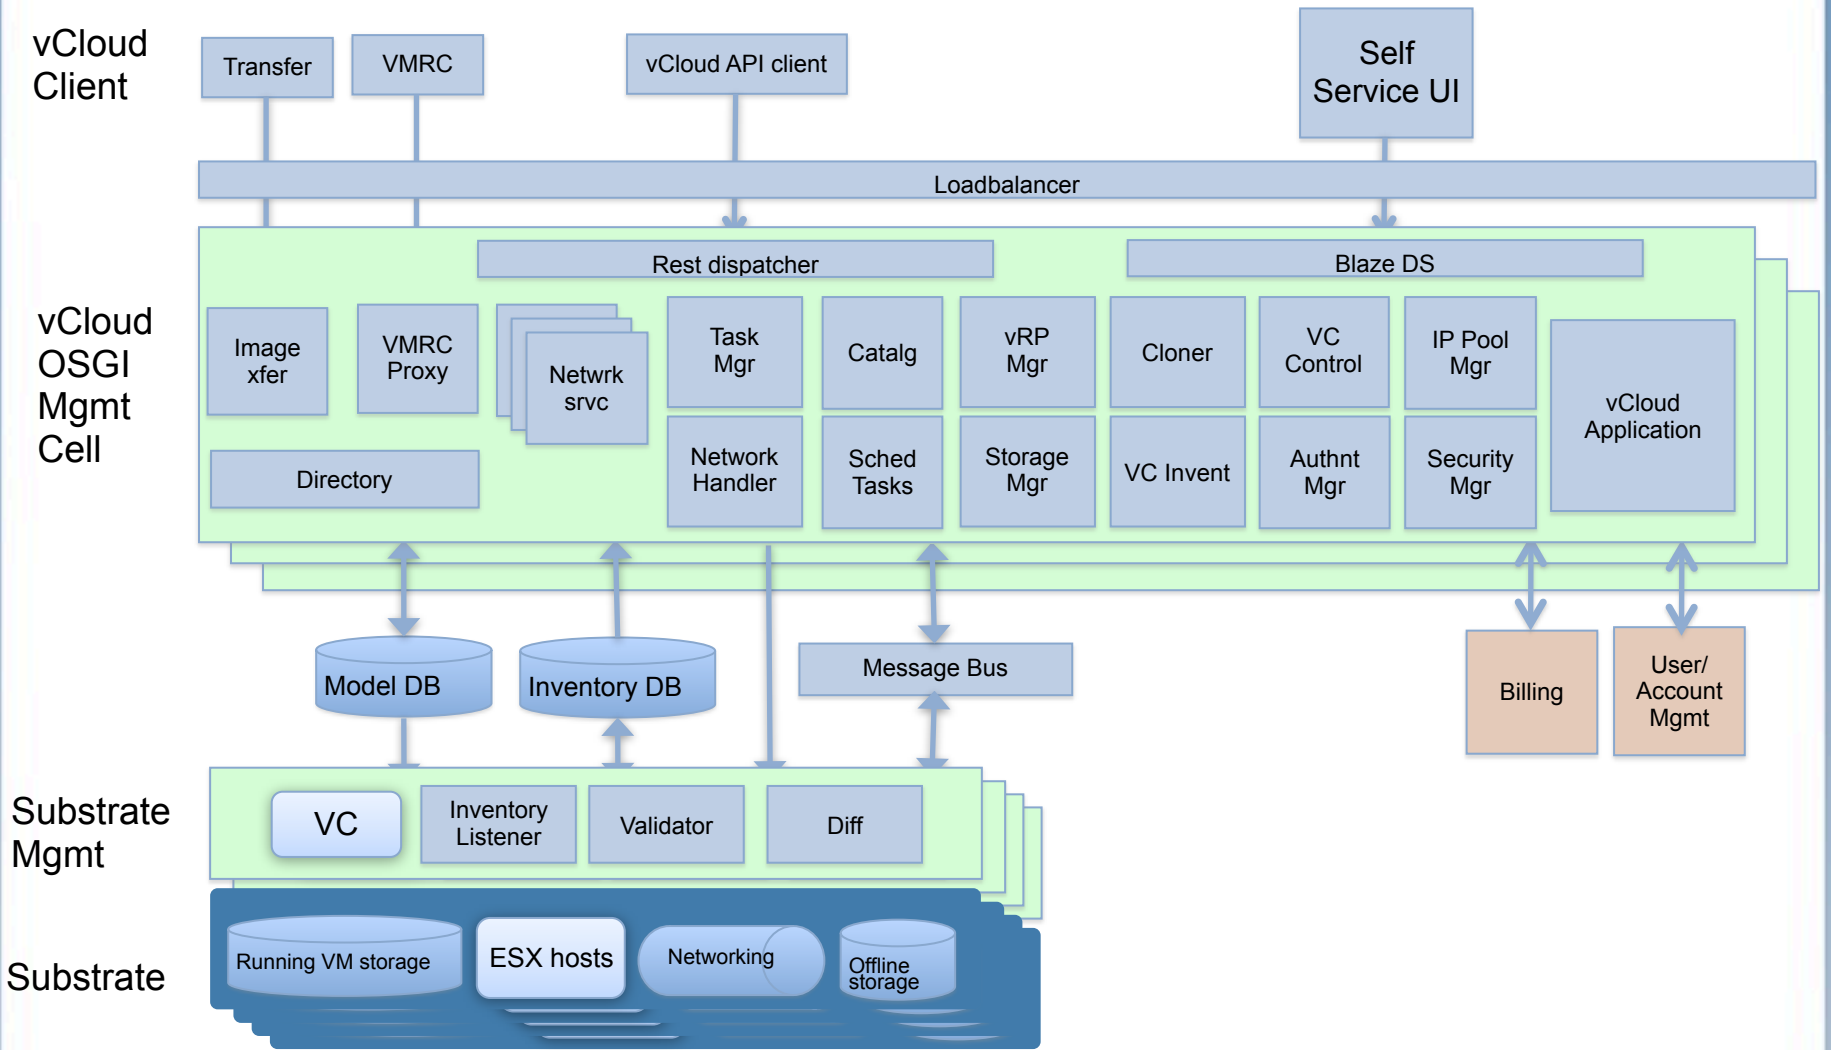 vCloud
Client
Transfer
VMRC
vCloud API client
Self
Service UI
Loadbalancer
Rest dispatcher
Blaze DS
vCloud
OSGI
Mgmt
Cell
Image
xfer
VMRC
Proxy
Netwrk
srvc
Task
Mgr
Catalg
vRP
Mgr
Cloner
VC
Control
IP Pool
Mgr
vCloud
Application
Directory
Network
Handler
Sched
Tasks
Storage
Mgr
VC Invent
Authnt
Mgr
Security
Mgr
Model DB
Inventory DB
Message Bus
Billing
User/
Account
Mgmt
Substrate
Mgmt
VC
Inventory
Listener
Validator
Diff
Substrate
Running VM storage
ESX hosts
Networking
Offline
storage